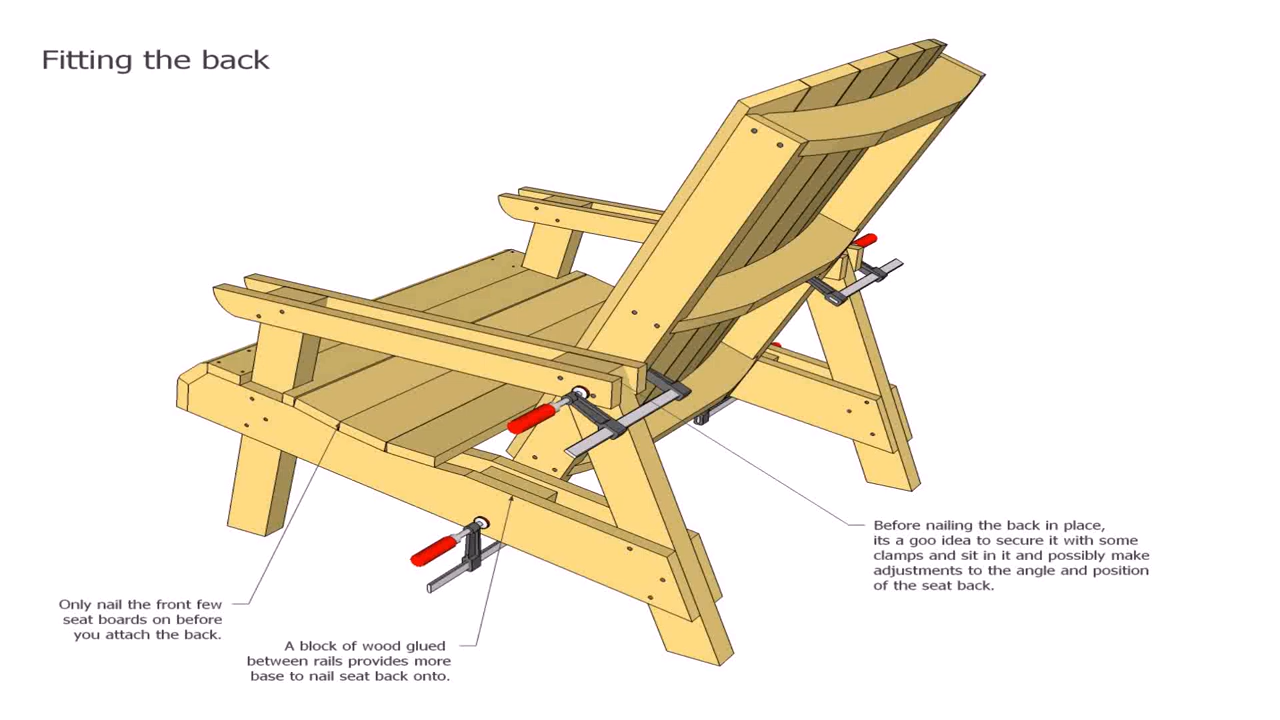 Fitting the back
Before nailing the back in place,
its a goo idea to secure it with some
clamps and sit in it and possibly make
adjustments to the angle and position
of the seat back.
Only nail the front few
seat boards on before
you attach the back.
A block of wood glued
between rails provides more
base to nail seat back onto.